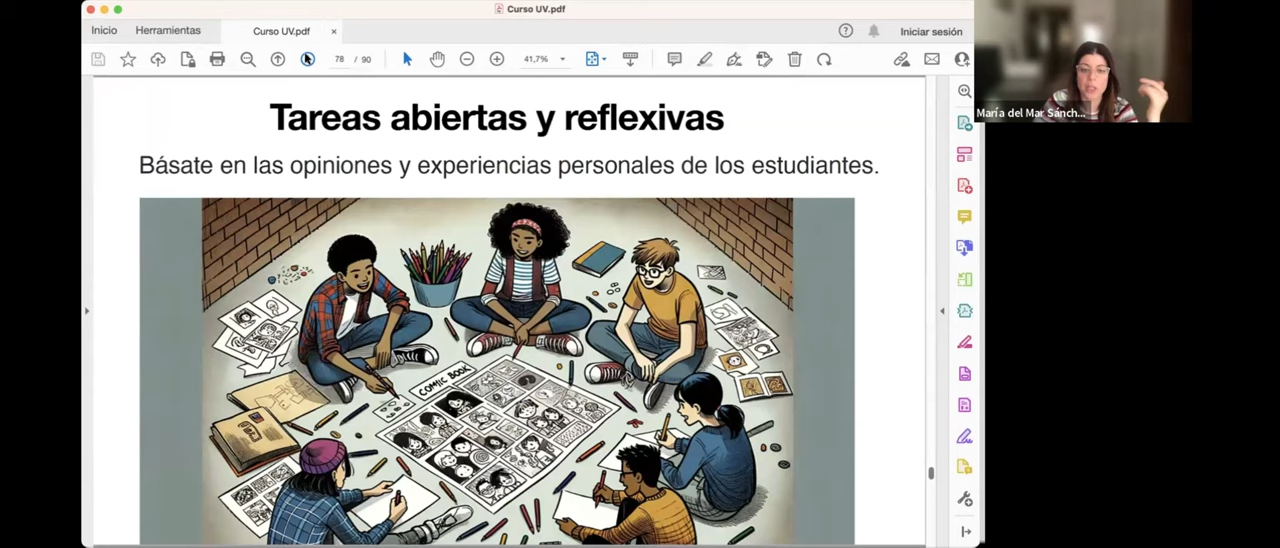 Curso UV.pdf
Inicio
Herramientas
Curso UV.pdf
×
Iniciar sesión
78 / 90
41,7%
Tareas abiertas y reflexivas
Básate en las opiniones y experiencias personales de los estudiantes.
COMIC BOOK
María del Mar Sánch...